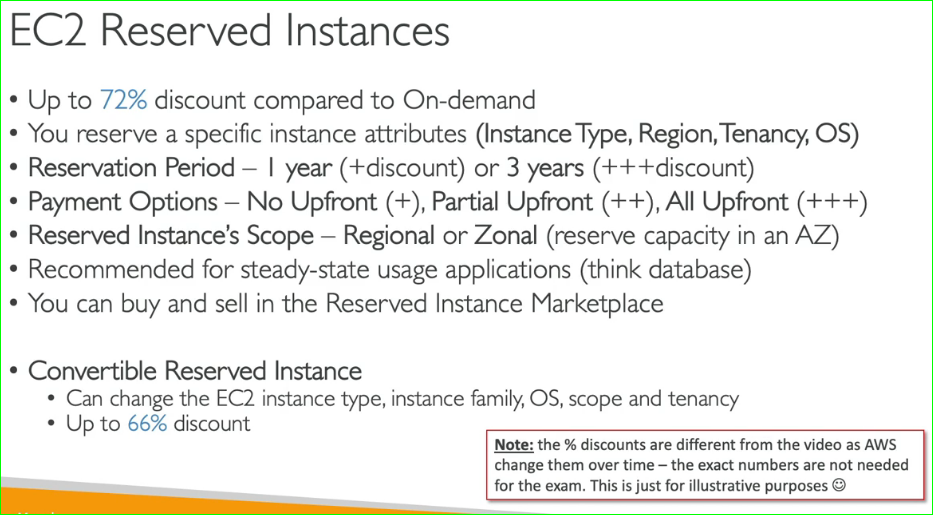 EC2 Reserved Instances
• Up to 72% discount compared to On-demand
• You reserve a specific instance attributes (Instance Type, Region, Tenancy, OS)
• Reservation Period – 1 year (+discount) or 3 years (+++discount)
• Payment Options – No Upfront (+), Partial Upfront (++), All Upfront (+++)
• Reserved Instance's Scope – Regional or Zonal (reserve capacity in an AZ)
• Recommended for steady-state usage applications (think database)
• You can buy and sell in the Reserved Instance Marketplace
• Convertible Reserved Instance
• Can change the EC2 instance type, instance family, OS, scope and tenancy
• Up to 66% discount
Note: the % discounts are different from the video as AWS
change them over time – the exact numbers are not needed
for the exam. This is just for illustrative purposes ☺